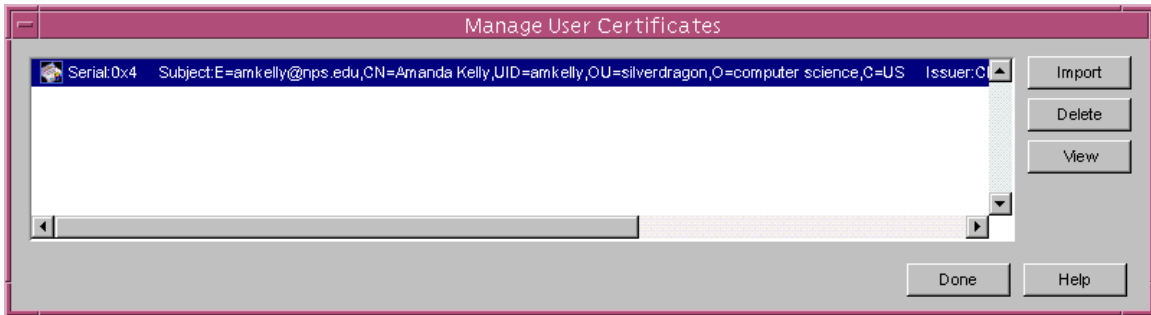 Manage User Certificates
Serial:0x4 Subject:E=amkelly@nps.edu,CN=Amanda Kelly,UID=amkelly,OU=silverdragon,O=computer science,C=US Issuer:C
Import
Delete
View
Done
Help